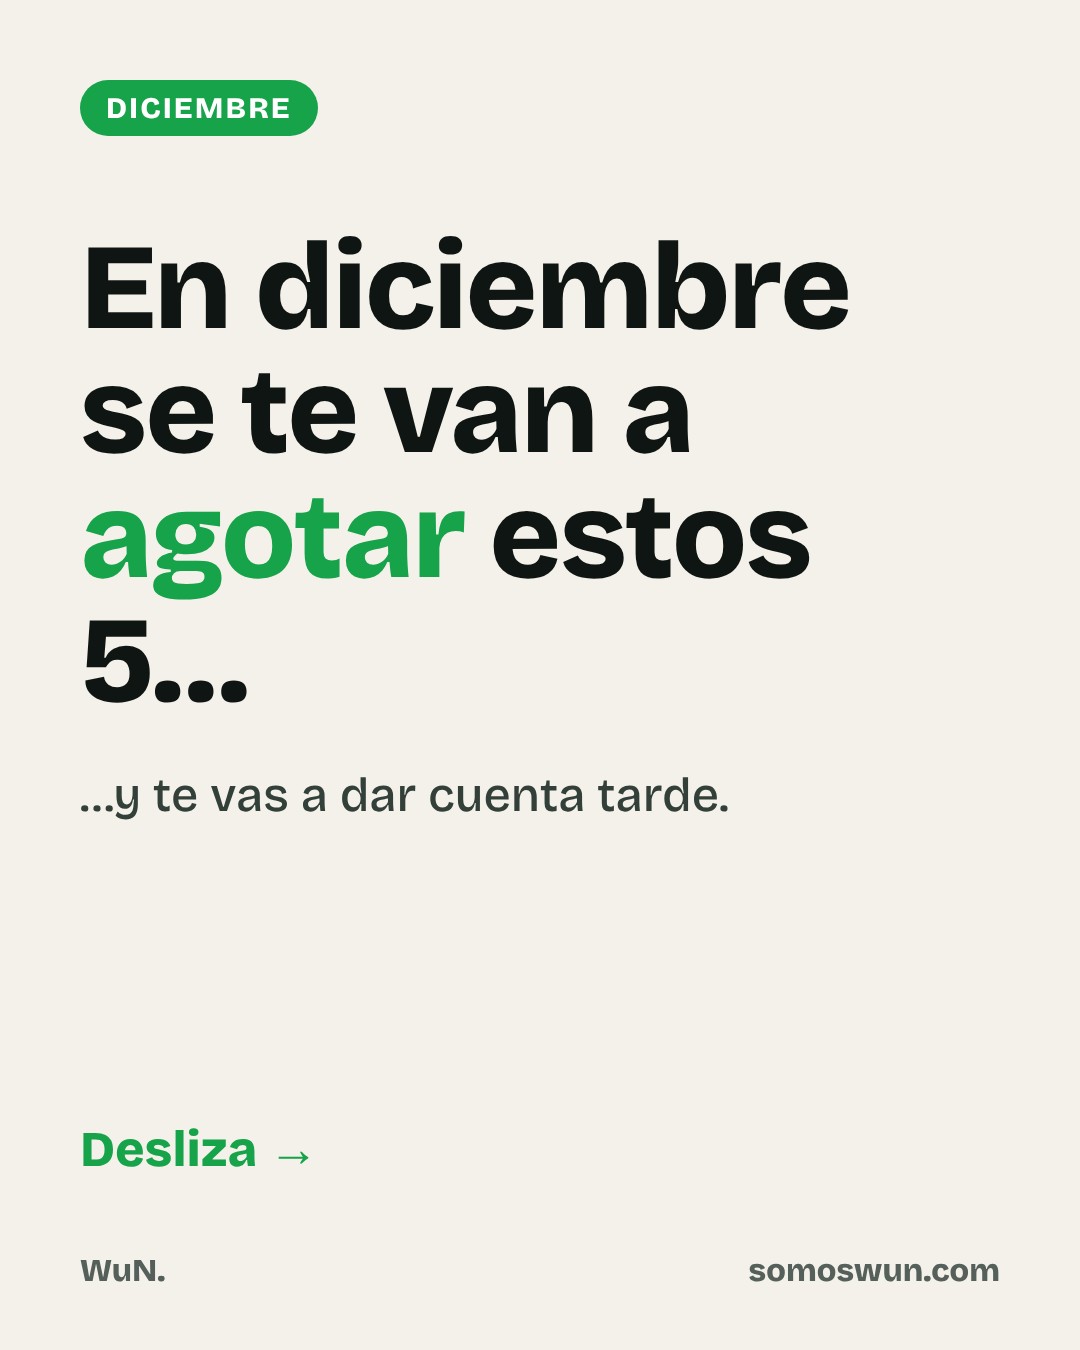 DICIEMBRE
En diciembre
se te van a
agotar estos
5...
...y te vas a dar cuenta tarde.
Desliza →
WuN.
somoswun.com